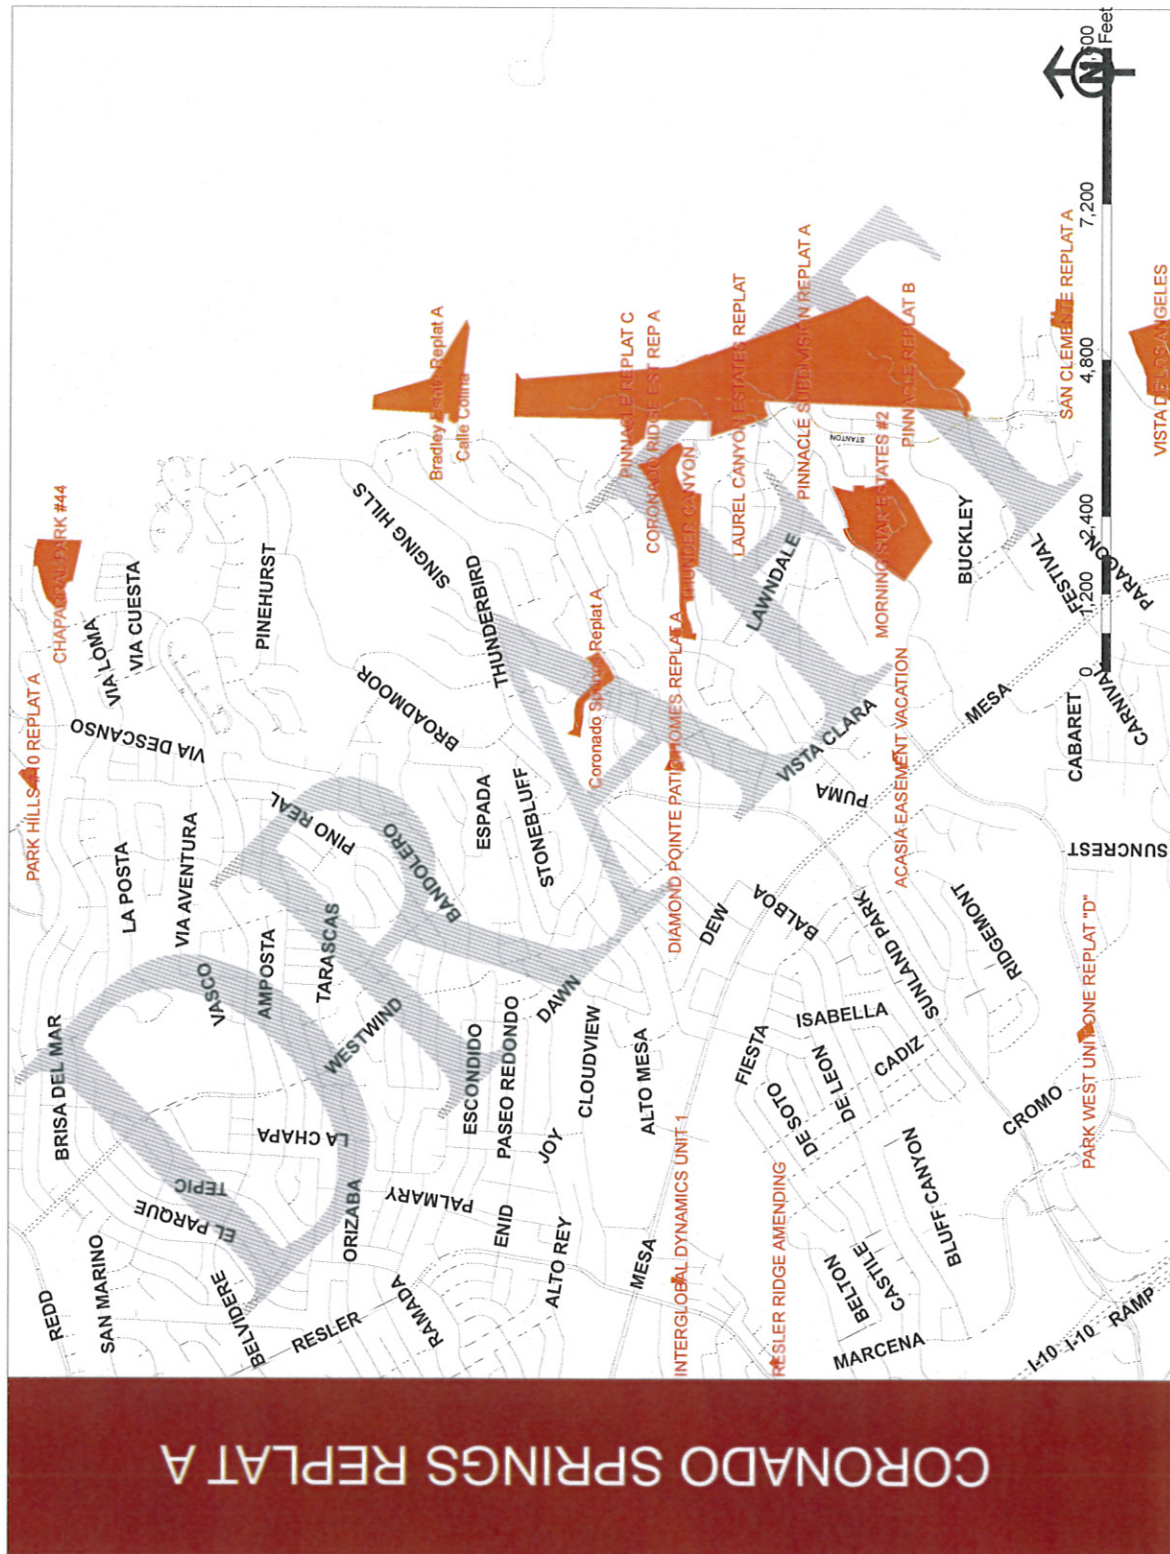 CORONADO SPRINGS REPLAT A
DRAFT
PARK HILLS #10 REPLAT A
CHAPARRAL PARK #44
REDD
BRISA DEL MAR
SAN MARINO
EL PARQUE
TEPIC
LA POSTA
VIA DESCANSO
VIA LOMA
VIA CUESTA
VIA AVENTURA
VASCO
BELVIDERE
LA CHAPA
AMPOSTA
PINO REAL
PINEHURST
RESLER
ORIZABA
WESTWIND
TARASCAS
BANDOLERO
BROADMOOR
SINGING HILLS
Calle Colina
RAMADA
PALMARY
ESCONDIDO
ESPADA
THUNDERBIRD
ENID
PASEO REDONDO
STONEBLUFF
ALTO REY
JOY
DAWN
CLOUDVIEW
Coronado Springs Replat A
MESA
ALTO MESA
PINNACLE REPLAT C
CORONADO RIDGE EST REP A
INTERGLOBAL DYNAMICS UNIT 1
DIAMOND POINTE PATIO HOMES REPLAT A
THUNDER CANYON
DEW
LAUREL CANYON ESTATES REPLAT
FIESTA
BALBOA
LAWNDALE
RESLER RIDGE AMENDING
DE SOTO
PINNACLE SUBDIVISION REPLAT A
VISTA CLARA
BELTON
DE LEON
ISABELLA
PUMA
STANTON
CASTILE
CADIZ
SUNLAND PARK
MORNING STAR ESTATES #2
MARCENA
BLUFF CANYON
ACASIA EASEMENT VACATION
PINNACLE REPLAT B
RIDGEMONT
MESA
BUCKLEY
CROMO
I-10
I-10
RAMP
PARK WEST UNIT ONE REPLAT "D"
SUNCREST
CABARET
CARNIVAL
FESTIVAL
PARAGON
SAN CLEMENTE REPLAT A
VISTA DE LOS ANGELES
0
1,200
2,400
4,800
7,200
Feet
N